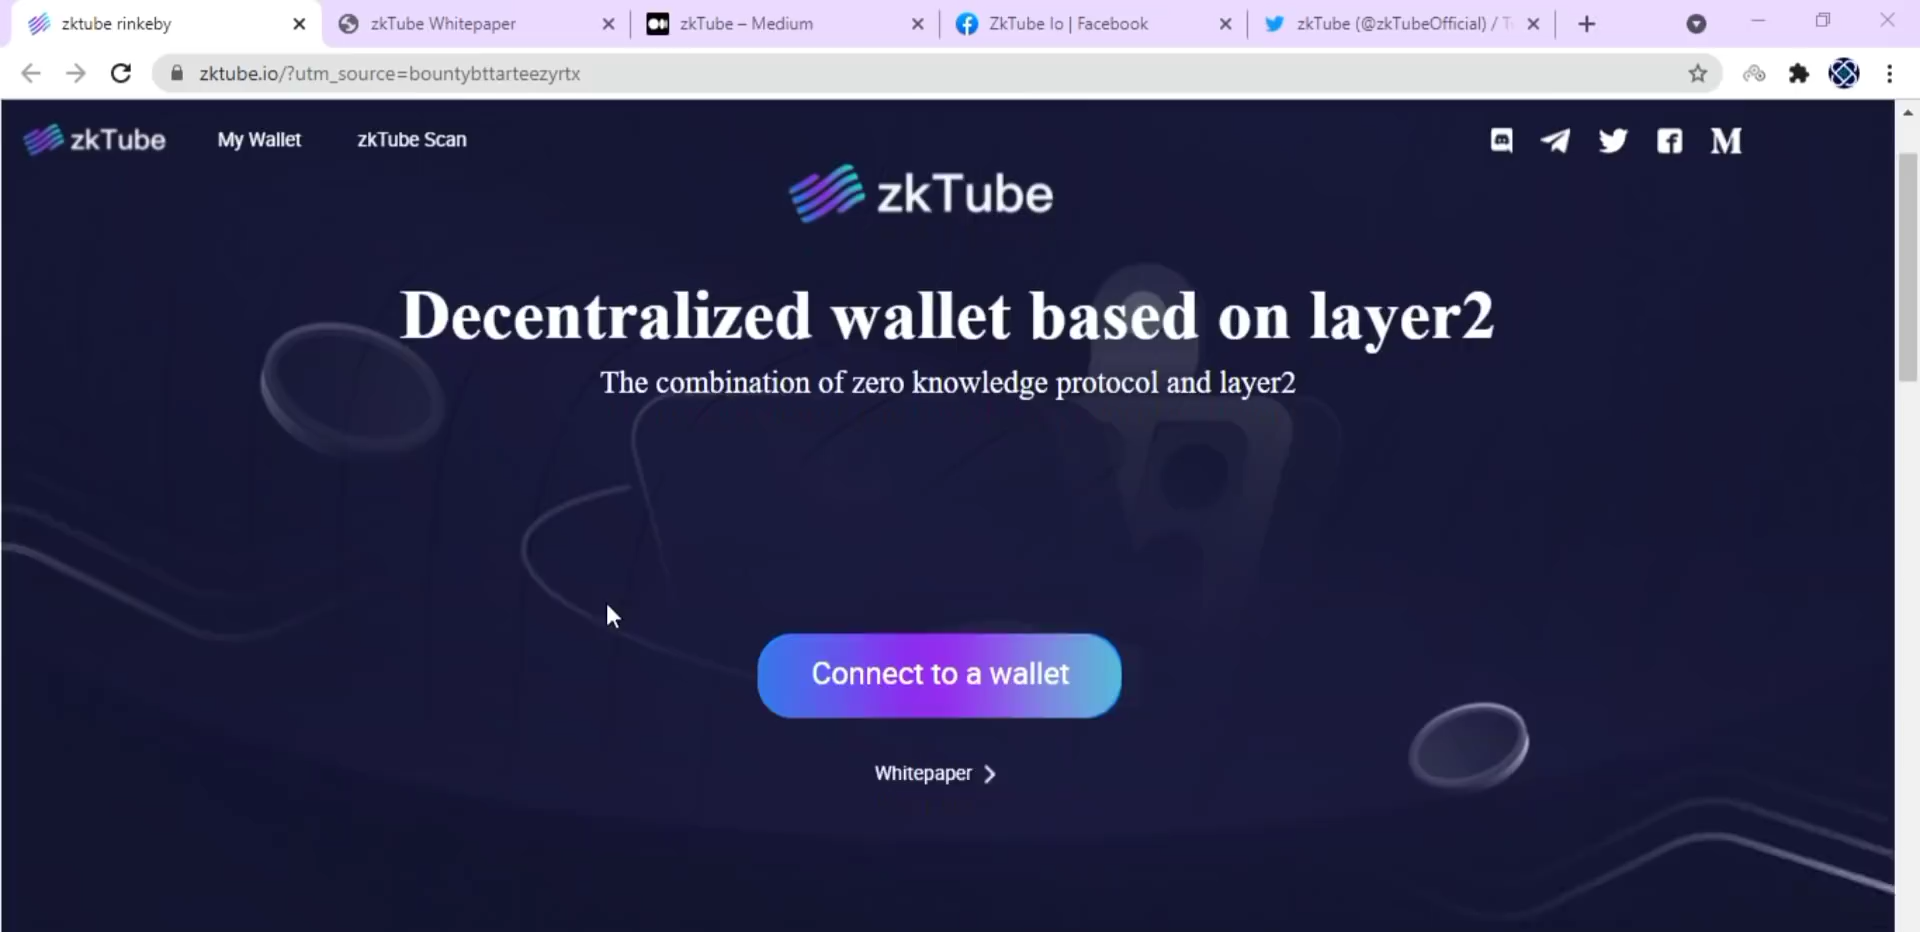 zktube rinkeby
zkTube Whitepaper
zkTube – Medium
ZkTube Io | Facebook
zkTube (@zkTubeOfficial) /
zktube.io/?utm_source=bountybttarteezyrtx
zkTube
My Wallet
zkTube Scan
zkTube
Decentralized wallet based on layer2
The combination of zero knowledge protocol and layer2
Connect to a wallet
Whitepaper